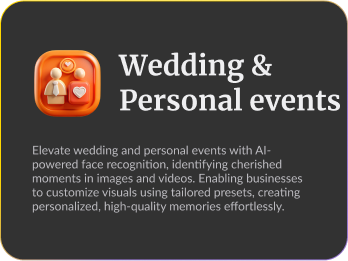 Wedding &
Personal events
Elevate wedding and personal events with AI-
powered face recognition, identifying cherished
moments in images and videos. Enabling businesses
to customize visuals using tailored presets, creating
personalized, high-quality memories effortlessly.